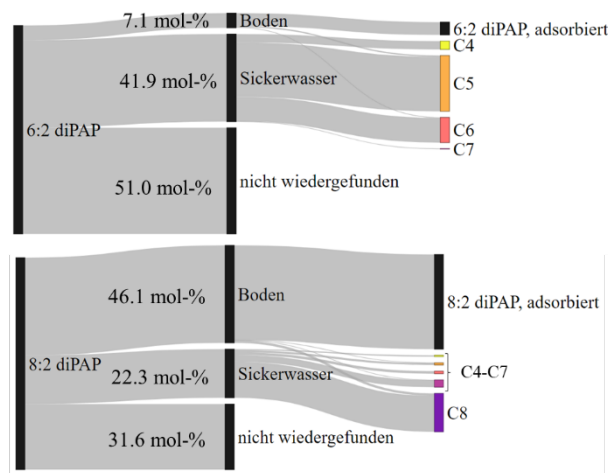 7.1 mol-% Boden 6:2 diPAP, adsorbiert
C4
41.9 mol-% Sickerwasser C5
6:2 diPAP C6
C7
51.0 mol-% nicht wiedergefunden
46.1 mol-% Boden 8:2 diPAP, adsorbiert
8:2 diPAP C4-C7
22.3 mol-% Sickerwasser
C8
31.6 mol-% nicht wiedergefunden